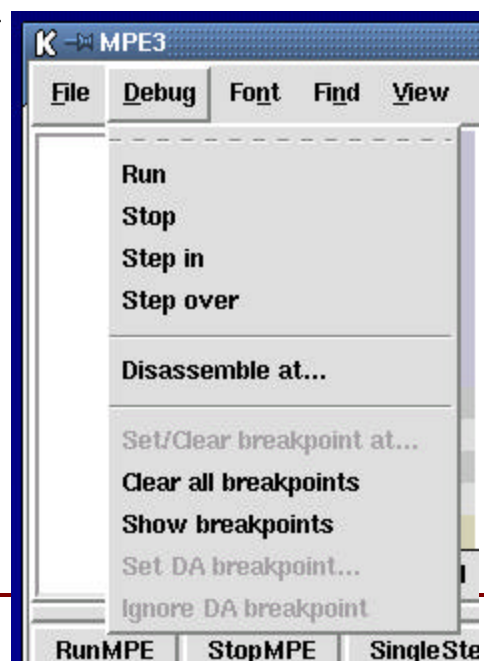 K MPE3
File Debug Font Find View
Run
Stop
Step in
Step over
Disassemble at...
Set/Clear breakpoint at...
Clear all breakpoints
Show breakpoints
Set DA breakpoint...
Ignore DA breakpoint
RunMPE StopMPE SingleSte